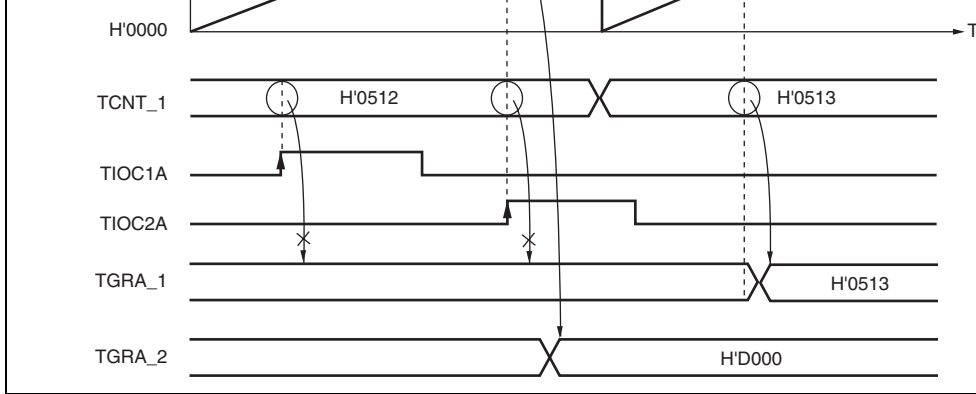 H'0000
T
TCNT_1 H'0512 H'0513
TIOC1A
TIOC2A
TGRA_1 H'0513
TGRA_2 H'D000